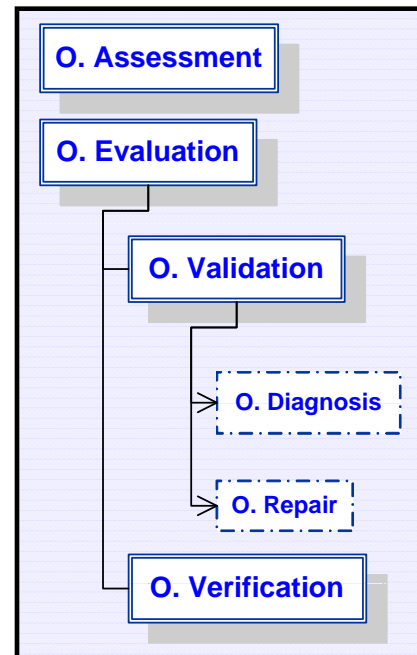 O. Assessment
O. Evaluation
O. Validation
O. Diagnosis
O. Repair
O. Verification